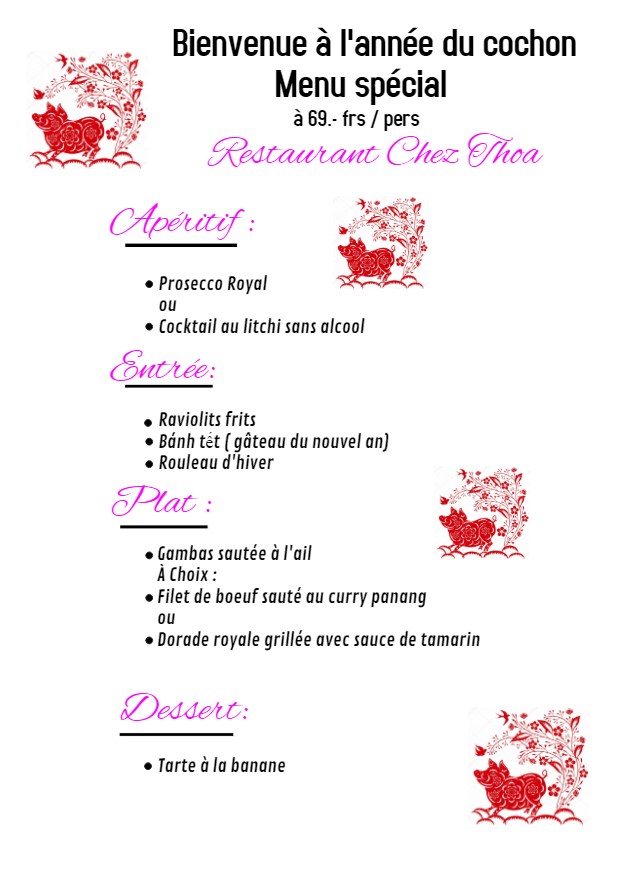 Bienvenue à l'année du cochon
Menu spécial
à 69.- frs / pers
Restaurant Chez Thoa
Apéritif :
• Prosecco Royal
ou
• Cocktail au litchi sans alcool
Entrée:
• Raviolits frits
• Bánh tết ( gâteau du nouvel an)
• Rouleau d'hiver
Plat :
• Gambas sautée à l'ail
À Choix :
• Filet de boeuf sauté au curry panang
ou
• Dorade royale grillée avec sauce de tamarin
Dessert:
• Tarte à la banane